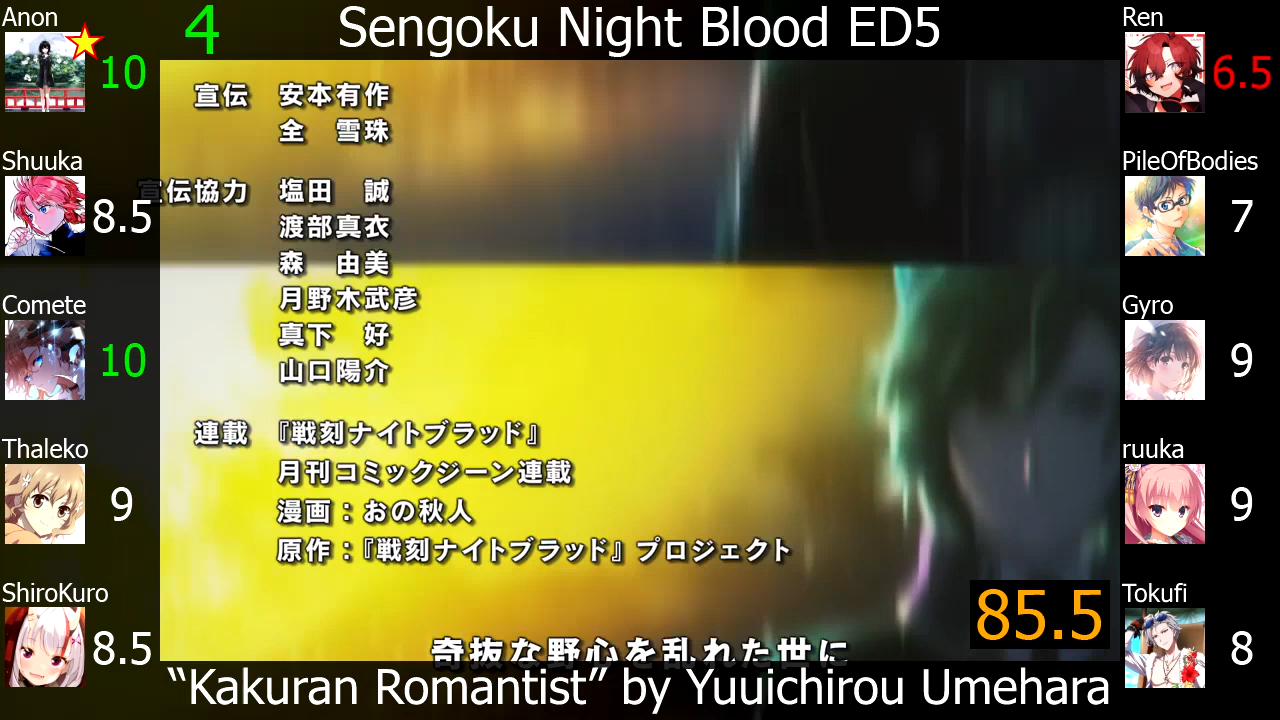 Anon
10
4
Sengoku Night Blood ED5
Ren
6.5
Shuuka
8.5
PileOfBodies
7
Comete
10
Gyro
9
Thaleko
9
ruuka
9
ShiroKuro
8.5
Tokufi
8
宣伝 安本有作
全 雪珠
宣伝協力 塩田 誠
渡部真衣
森 由美
月野木武彦
真下 好
山口陽介
連載 『戦刻ナイトブラッド』
月刊コミックジーン連載
漫画：おの秋人
原作：『戦刻ナイトブラッド』プロジェクト
奇抜な野心を乱れた世に
85.5
“Kakuran Romantist” by Yuuichirou Umehara